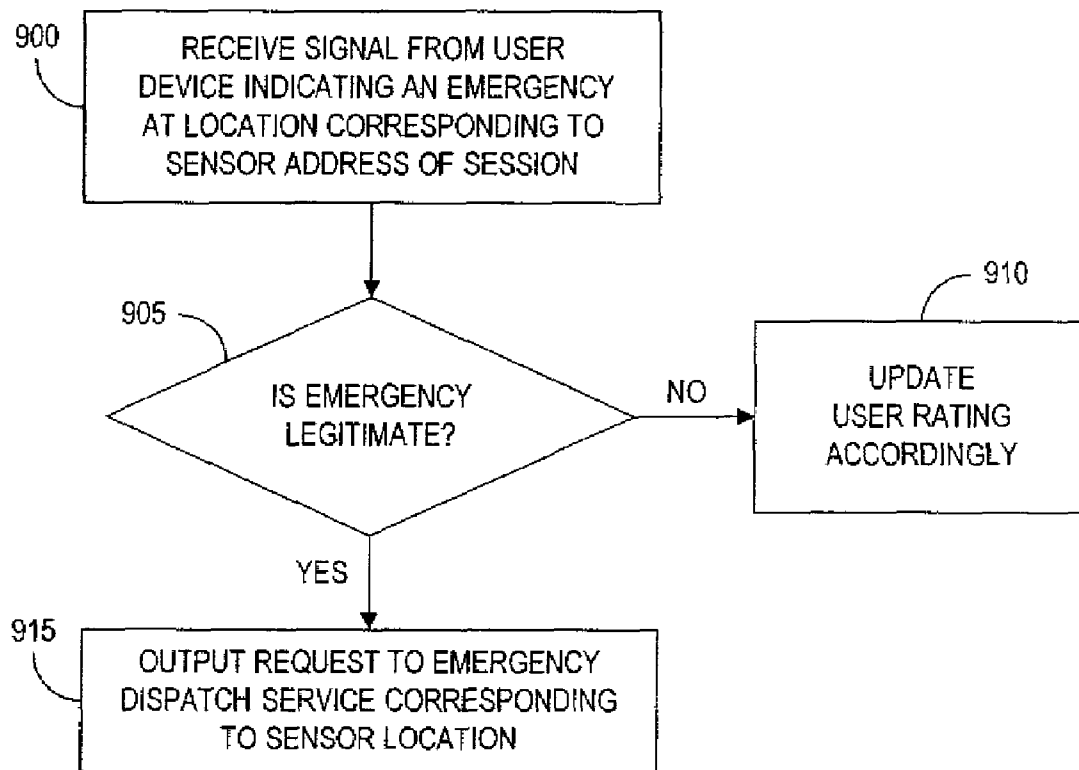 900
RECEIVE SIGNAL FROM USER
DEVICE INDICATING AN EMERGENCY
AT LOCATION CORRESPONDING TO
SENSOR ADDRESS OF SESSION
905
IS EMERGENCY
LEGITIMATE?
NO
910
UPDATE
USER RATING
ACCORDINGLY
YES
915
OUTPUT REQUEST TO EMERGENCY
DISPATCH SERVICE CORRESPONDING
TO SENSOR LOCATION